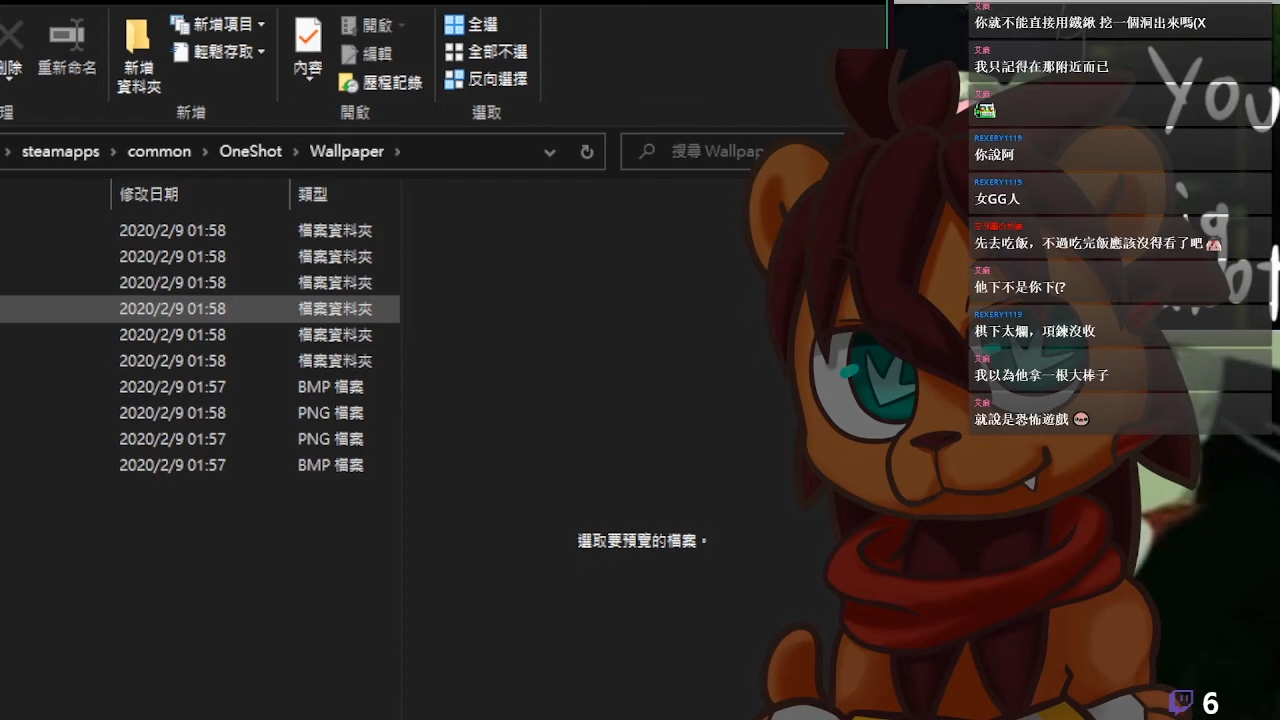 刪除
重新命名
理
新增
資料夾
新增項目
輕鬆存取
新增
內容
開啟
編輯
歷程記錄
開啟
全選
全部不選
反向選擇
選取
steamapps
common
OneShot
Wallpaper
搜尋 Wallpap
修改日期
類型
2020/2/9 01:58 檔案資料夾
2020/2/9 01:58 檔案資料夾
2020/2/9 01:58 檔案資料夾
2020/2/9 01:58 檔案資料夾
2020/2/9 01:58 檔案資料夾
2020/2/9 01:58 檔案資料夾
2020/2/9 01:57 BMP 檔案
2020/2/9 01:58 PNG 檔案
2020/2/9 01:57 PNG 檔案
2020/2/9 01:57 BMP 檔案
選取要預覽的檔案。
你就不能直接用鐵鍬 挖一個洞出來嗎(X
艾痕
我只記得在那附近而已
艾痕
REXERY1119
你說阿
REXERY1119
女GG人
先去吃飯，不過吃完飯應該沒得看了吧
艾痕
他下不是你下(?
REXERY1119
棋下太爛，項鍊沒收
艾痕
我以為他拿一根大棒子
艾痕
就說是恐怖遊戲
You
6